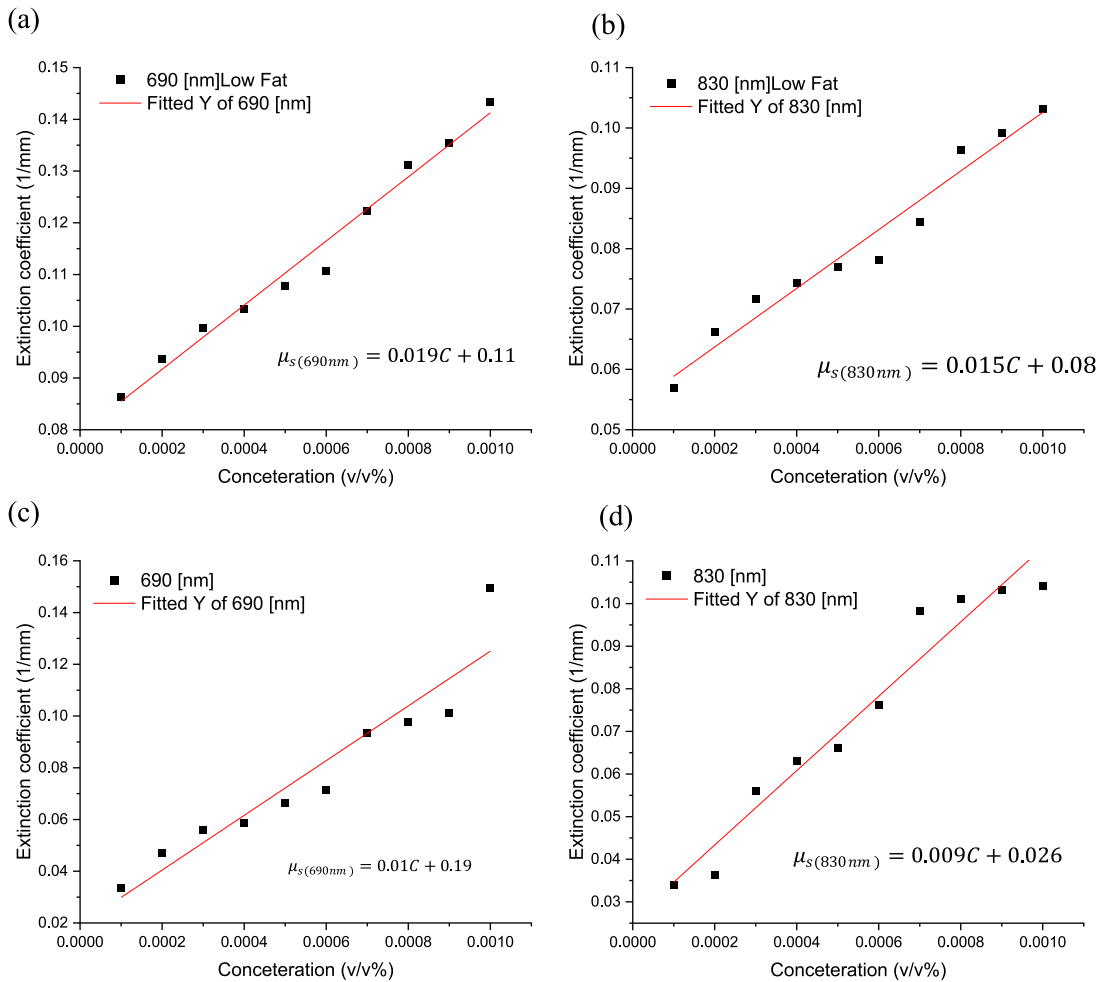 (a)
0.15
0.14
0.13
0.12
0.11
0.10
0.09
0.08
Extinction coefficient (1/mm)
690 [nm]Low Fat
Fitted Y of 690 [nm]
μs(690nm) = 0.019C + 0.11
0.0000 0.0002 0.0004 0.0006 0.0008 0.0010
Conceteration (v/v%)
(b)
0.11
0.10
0.09
0.08
0.07
0.06
0.05
Extinction coefficient (1/mm)
830 [nm]Low Fat
Fitted Y of 830 [nm]
μs(830nm) = 0.015C + 0.08
0.0000 0.0002 0.0004 0.0006 0.0008 0.0010
Conceteration (v/v%)
(c)
0.16
0.14
0.12
0.10
0.08
0.06
0.04
0.02
Extinction coefficient (1/mm)
690 [nm]
Fitted Y of 690 [nm]
μs(690nm) = 0.01C + 0.19
0.0000 0.0002 0.0004 0.0006 0.0008 0.0010
Conceteration (v/v%)
(d)
0.11
0.10
0.09
0.08
0.07
0.06
0.05
0.04
0.03
Extinction coefficient (1/mm)
830 [nm]
Fitted Y of 830 [nm]
μs(830nm) = 0.009C + 0.026
0.0000 0.0002 0.0004 0.0006 0.0008 0.0010
Conceteration (v/v%)